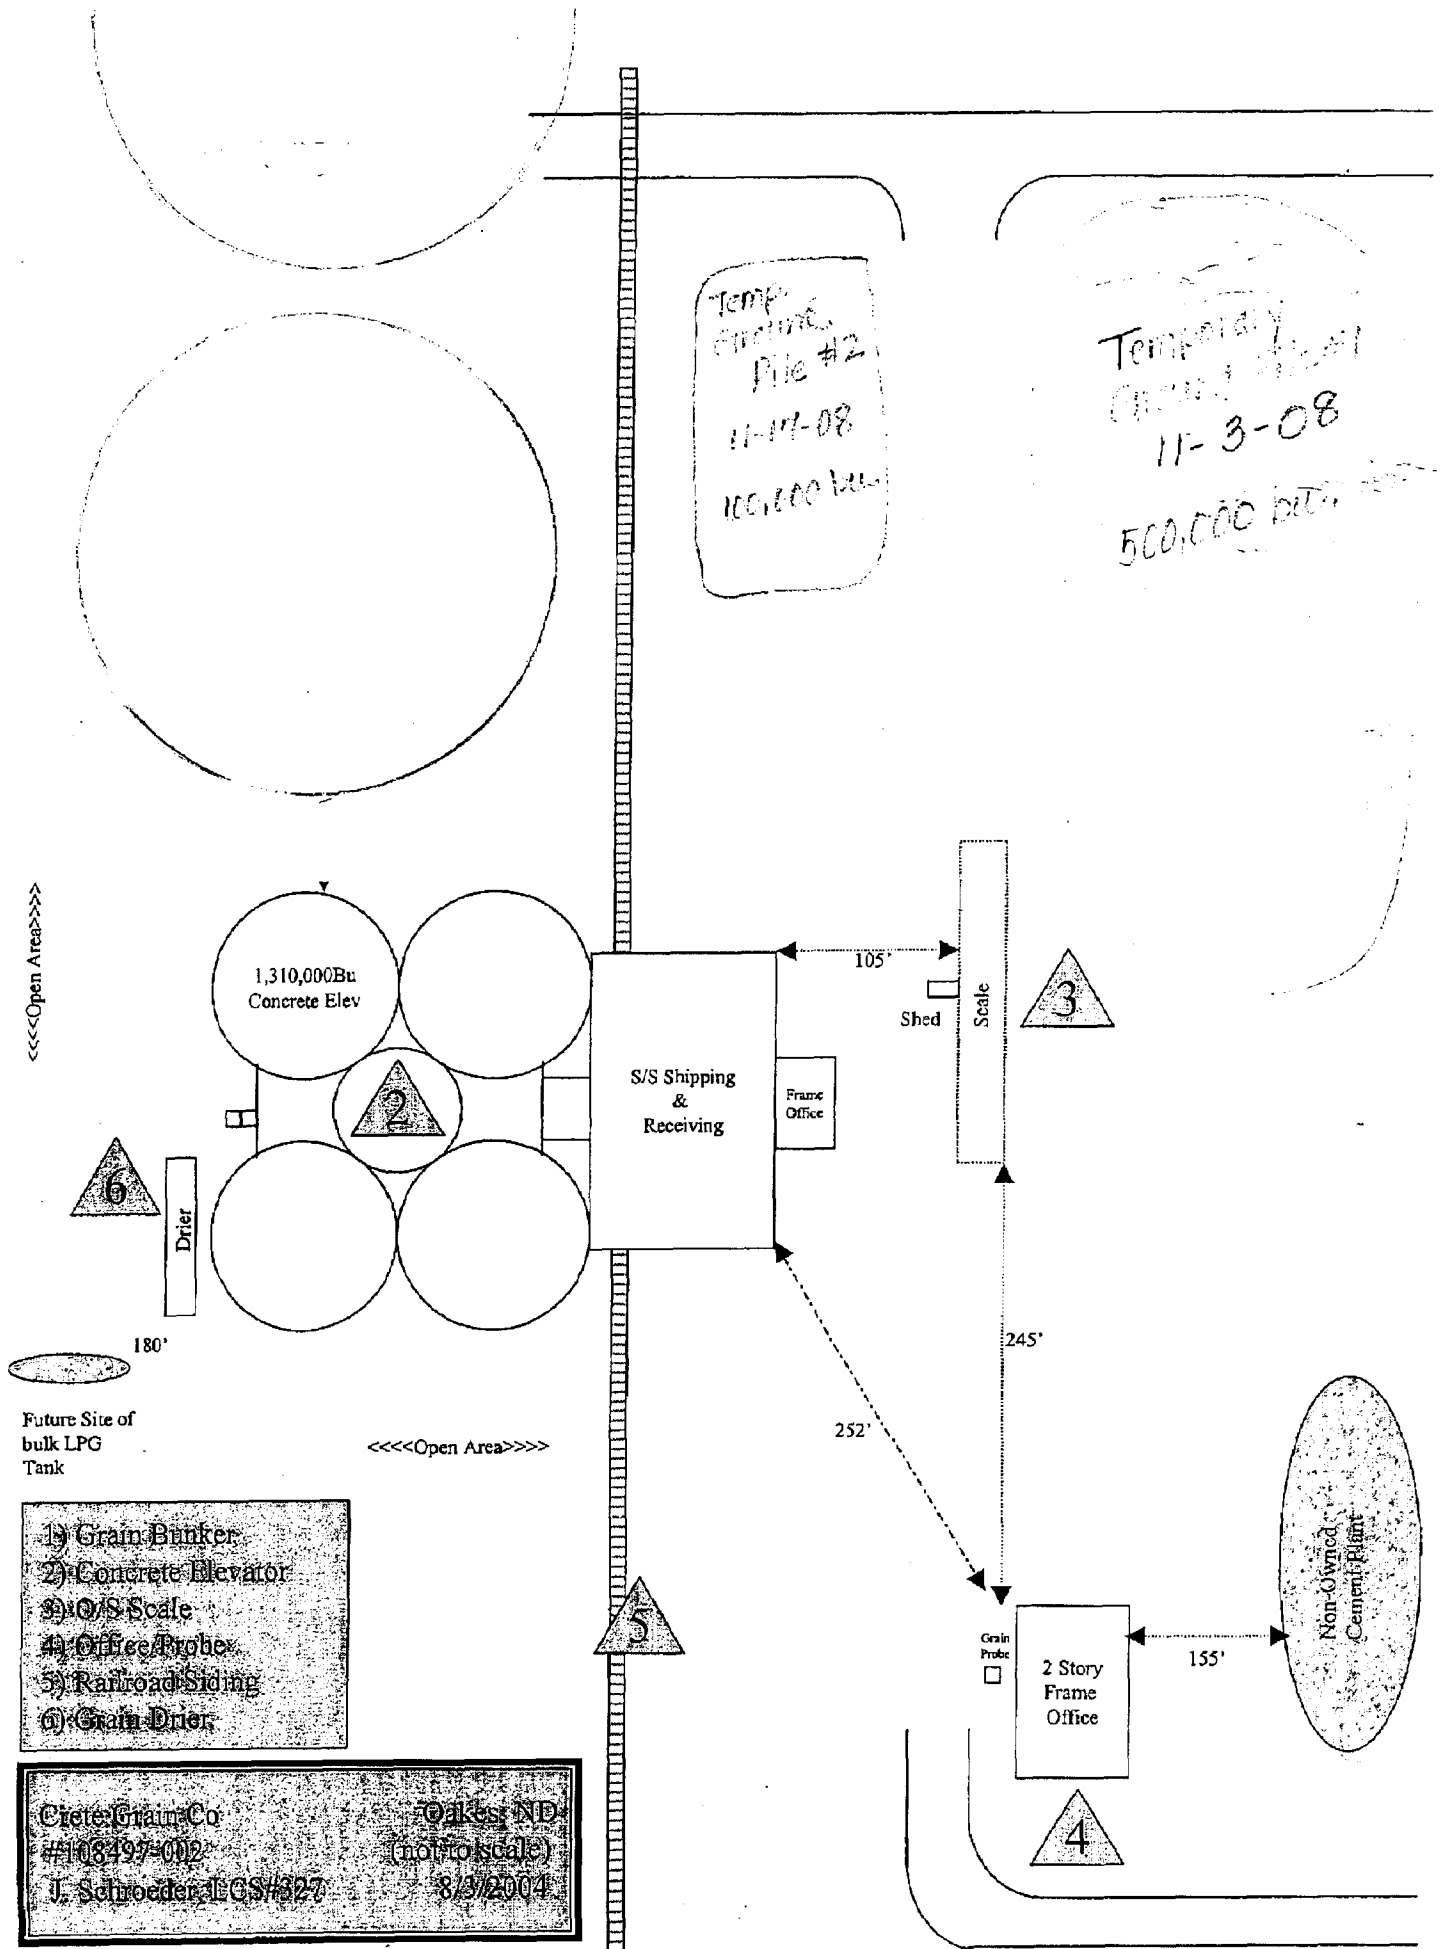 Temp.
Pile #2
11-17-08
100,000 bu.
Temporary
Ground
11-3-08
500,000
<<<<Open Area>>>>
1,310,000Bu
Concrete Elev
2
6
Drier
S/S Shipping
&
Receiving
Frame
Office
105'
Shed
Scale
3
180'
Future Site of
bulk LPG
Tank
<<<<Open Area>>>>
245'
252'
1) Grain Bunker
2) Concrete Elevator
3) O/S Scale
4) Office/Probe
5) Railroad Siding
6) Grain Drier
5
Grain
Probe
2 Story
Frame
Office
155'
Non-Owned
Cement Plant
4
Crete Grain Co Oakes, ND
#108497-002 (not to scale)
J. Schroeder, LCS#327 8/3/2004